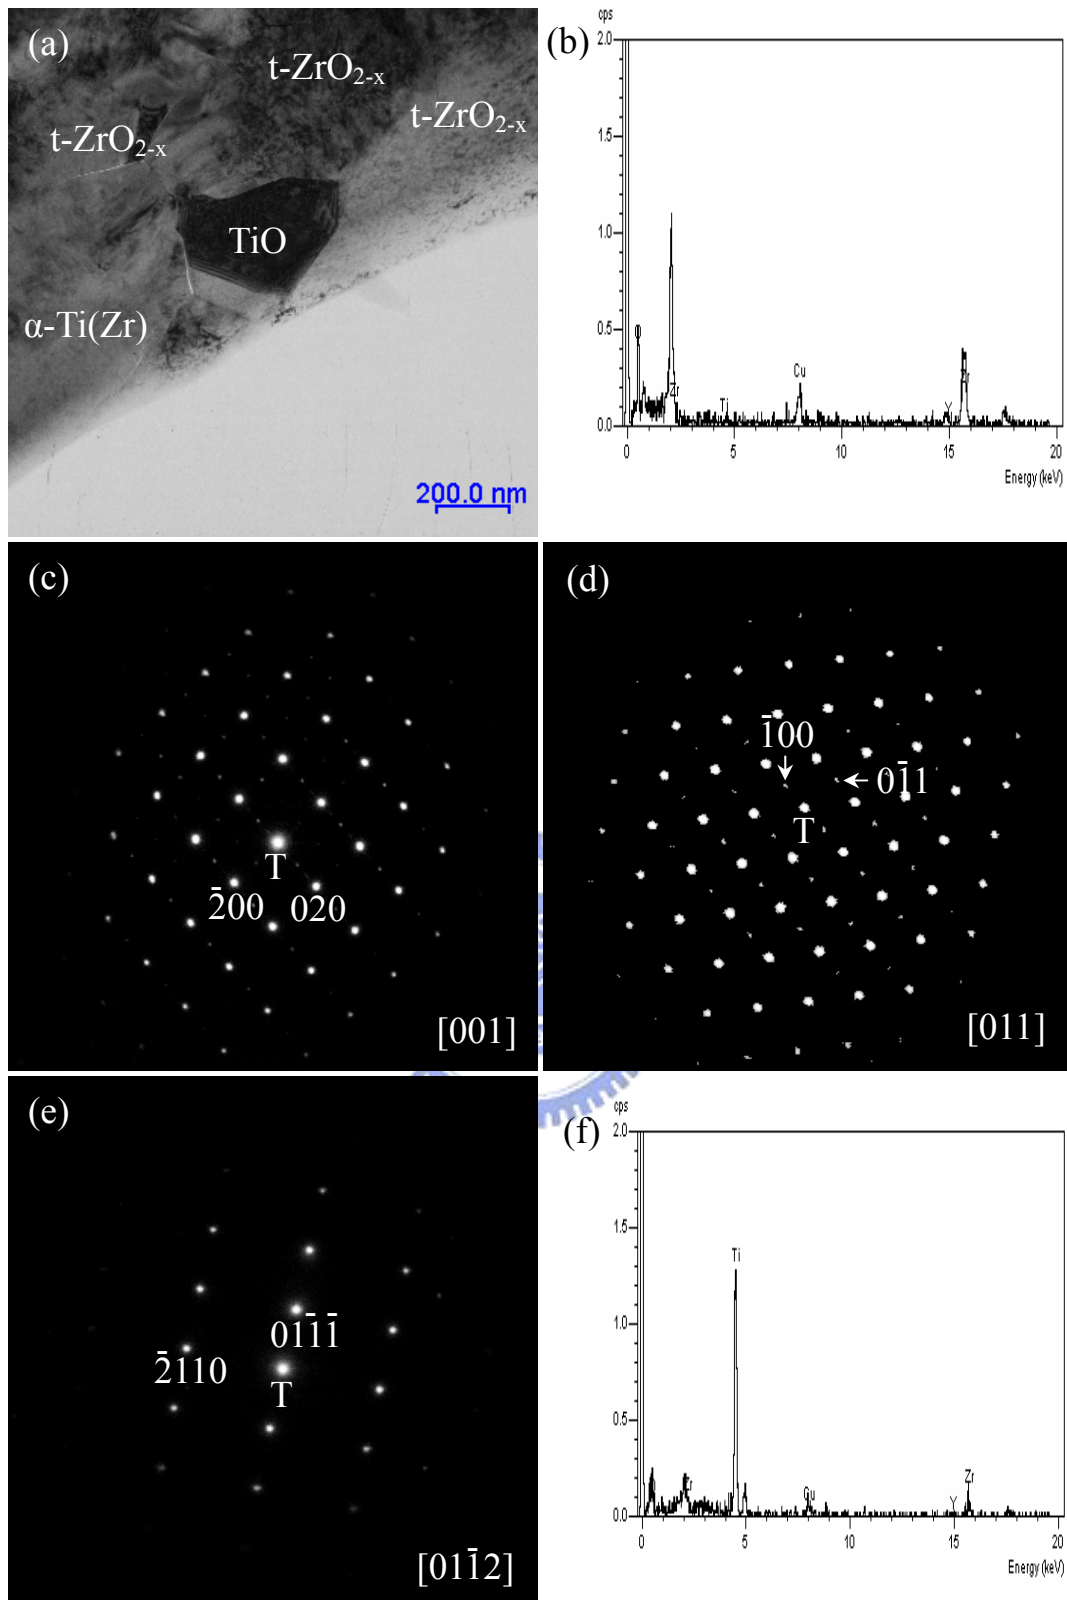 (a)
t-ZrO2-x
t-ZrO2-x
t-ZrO2-x
TiO
α-Ti(Zr)
200.0 nm
(b)
cps
2.0
1.5
1.0
0.5
0.0
O
Zr
Ti
Cu
Y
Zr
0 5 10 15 20
Energy (keV)
(c)
T
2̄00 020
[001]
(d)
1̄00
01̄1
T
[011]
(e)
011̄1̄
2̄110
T
[011̄2]
(f)
cps
2.0
1.5
1.0
0.5
0.0
Ti
Zr
Cu
Y
Zr
0 5 10 15 20
Energy (keV)